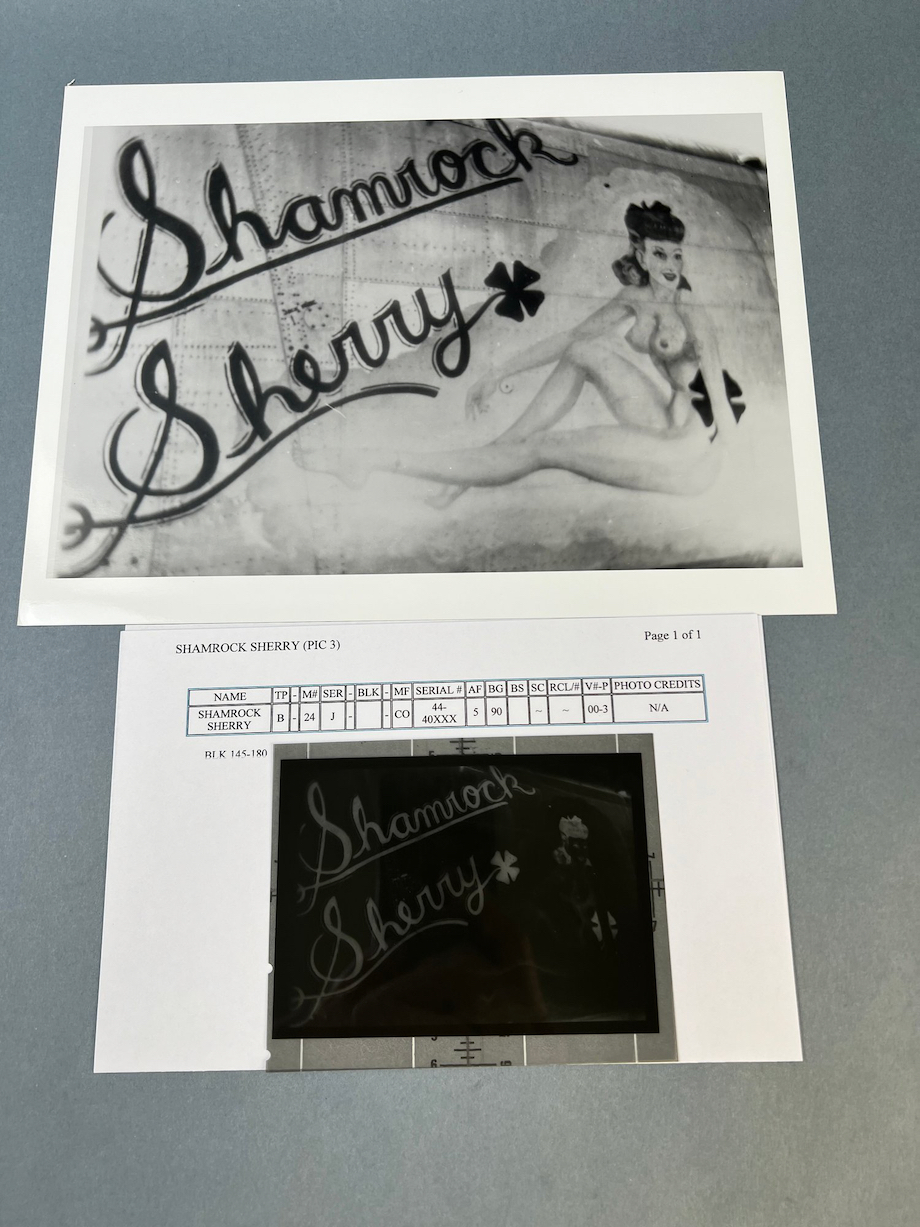 Shamrock
Sherry
SHAMROCK SHERRY (PIC 3)
Page 1 of 1
NAME TP - M# SER - BLK - MF SERIAL # AF BG BS SC RCL/# V#-P PHOTO CREDITS
SHAMROCK SHERRY B - 24 J - - CO 44-40XXX 5 90 ~ ~ 00-3 N/A
BLK 145-180
Shamrock
Sherry